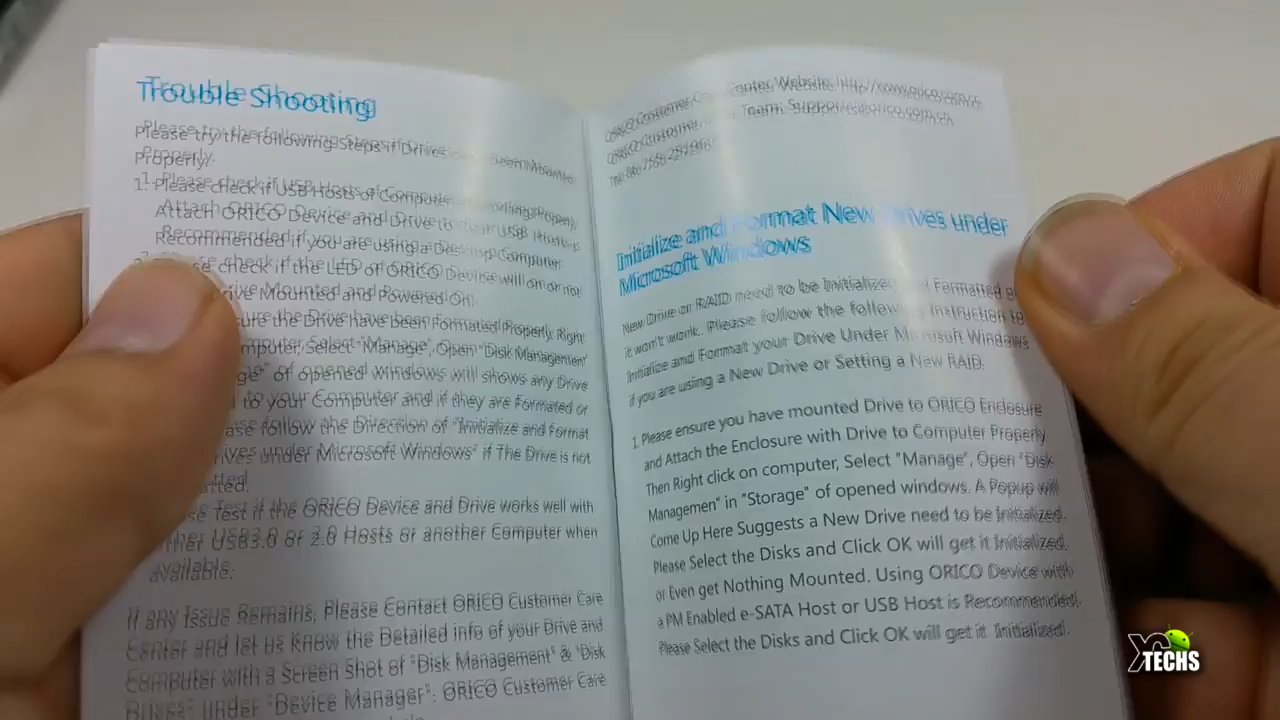 Trouble Shooting
Please try the following Steps if Drives been Mounted
Properly.
1. Please check if USB Hosts of Computer Properly
Attach ORICO Device and Drive to USB Hosts is
Recommended if you are using a Desktop Computer.
check if the LED of ORICO Device will on or not
Mounted and Powered On.
the Drive have been Formated Properly. Right
Select "Manage", Open "Disk Management
of opened windows will shows any Drive
to your Computer and if they are Formated or
follow the Direction of "Initialize and Format
under Microsoft Windows" if The Drive is not
Test if the ORICO Device and Drive works well with
USB3.0 or 2.0 Hosts or another Computer when
available.
If any Issue Remains, Please Contact ORICO Customer Care
Center and let us Know the Detailed info of your Drive and
Computer with a Screen Shot of "Disk Management" & "Disk
Drives" under "Device Manager": ORICO Customer Care
ORICO Customer Center Website: http://www.orico.com.cn
ORICO Customer Team: Support@orico.com.cn
Initialize and Format New Drives under
Microsoft Windows
New Drive or RAID need to be Initialized Formated
it won't work. Please follow the Instruction to
Initialize and Format your Drive Under Microsoft Windows
if you are using a New Drive or Setting a New RAID.
1. Please ensure you have mounted Drive to ORICO Enclosure
and Attach the Enclosure with Drive to Computer Properly
Then Right click on computer, Select "Manage", Open "Disk
Managemen" in "Storage" of opened windows. A Popup will
Come Up Here Suggests a New Drive need to be Initialized.
Please Select the Disks and Click OK will get it Initialized.
or Even get Nothing Mounted. Using ORICO Device with
a PM Enabled e-SATA Host or USB Host is Recommended.
Please Select the Disks and Click OK will get it Initialized.
TECHS